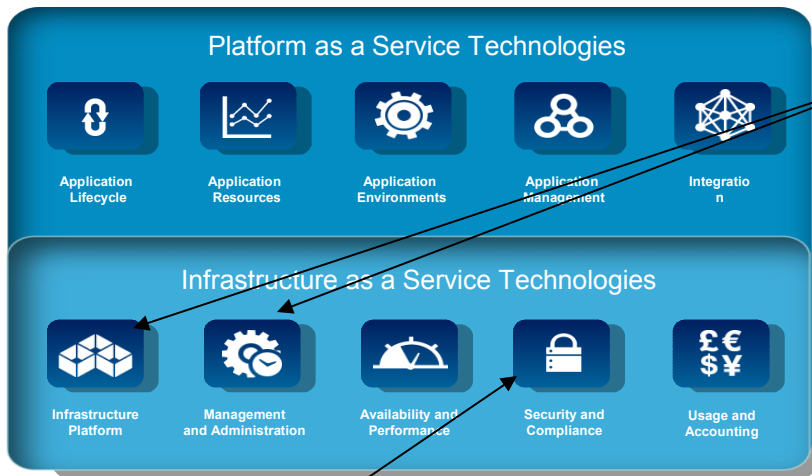 Platform as a Service Technologies
Application
Lifecycle
Application
Resources
Application
Environments
Application
Management
Integratio
n
Infrastructure as a Service Technologies
£ €
$ ¥
Infrastructure
Platform
Management
and Administration
Availability and
Performance
Security and
Compliance
Usage and
Accounting